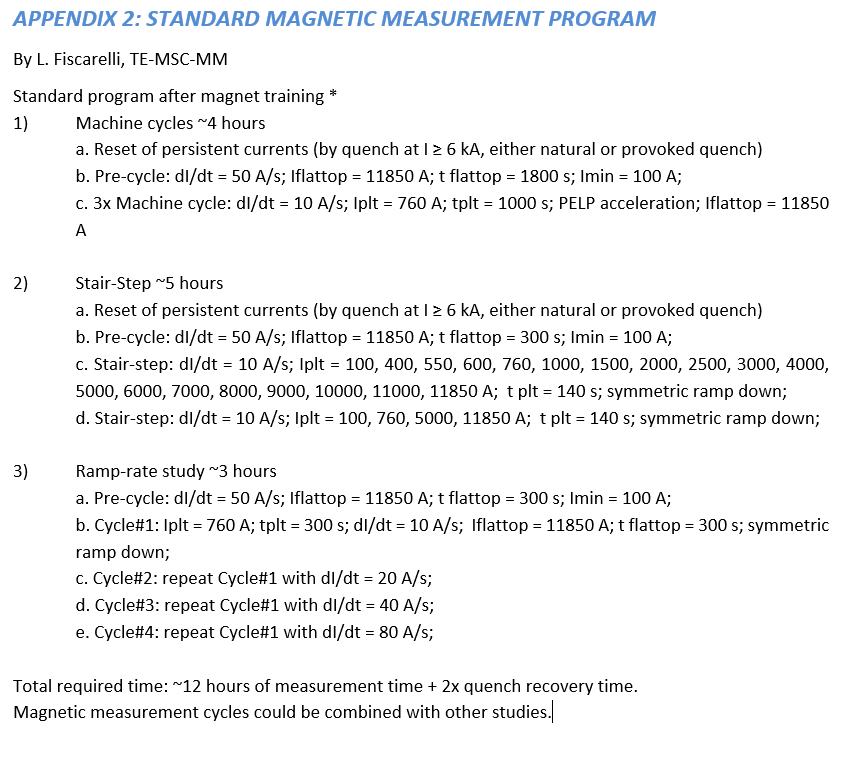 APPENDIX 2: STANDARD MAGNETIC MEASUREMENT PROGRAM
By L. Fiscarelli, TE-MSC-MM
Standard program after magnet training *
1) Machine cycles ~4 hours
a. Reset of persistent currents (by quench at I ≥ 6 kA, either natural or provoked quench)
b. Pre-cycle: dI/dt = 50 A/s; Iflattop = 11850 A; t flattop = 1800 s; Imin = 100 A;
c. 3x Machine cycle: dI/dt = 10 A/s; Iplt = 760 A; tplt = 1000 s; PELP acceleration; Iflattop = 11850
A
2) Stair-Step ~5 hours
a. Reset of persistent currents (by quench at I ≥ 6 kA, either natural or provoked quench)
b. Pre-cycle: dI/dt = 50 A/s; Iflattop = 11850 A; t flattop = 300 s; Imin = 100 A;
c. Stair-step: dI/dt = 10 A/s; Iplt = 100, 400, 550, 600, 760, 1000, 1500, 2000, 2500, 3000, 4000,
5000, 6000, 7000, 8000, 9000, 10000, 11000, 11850 A;  t plt = 140 s; symmetric ramp down;
d. Stair-step: dI/dt = 10 A/s; Iplt = 100, 760, 5000, 11850 A;  t plt = 140 s; symmetric ramp down;
3) Ramp-rate study ~3 hours
a. Pre-cycle: dI/dt = 50 A/s; Iflattop = 11850 A; t flattop = 300 s; Imin = 100 A;
b. Cycle#1: Iplt = 760 A; tplt = 300 s; dI/dt = 10 A/s;  Iflattop = 11850 A; t flattop = 300 s; symmetric
ramp down;
c. Cycle#2: repeat Cycle#1 with dI/dt = 20 A/s;
d. Cycle#3: repeat Cycle#1 with dI/dt = 40 A/s;
e. Cycle#4: repeat Cycle#1 with dI/dt = 80 A/s;
Total required time: ~12 hours of measurement time + 2x quench recovery time.
Magnetic measurement cycles could be combined with other studies.